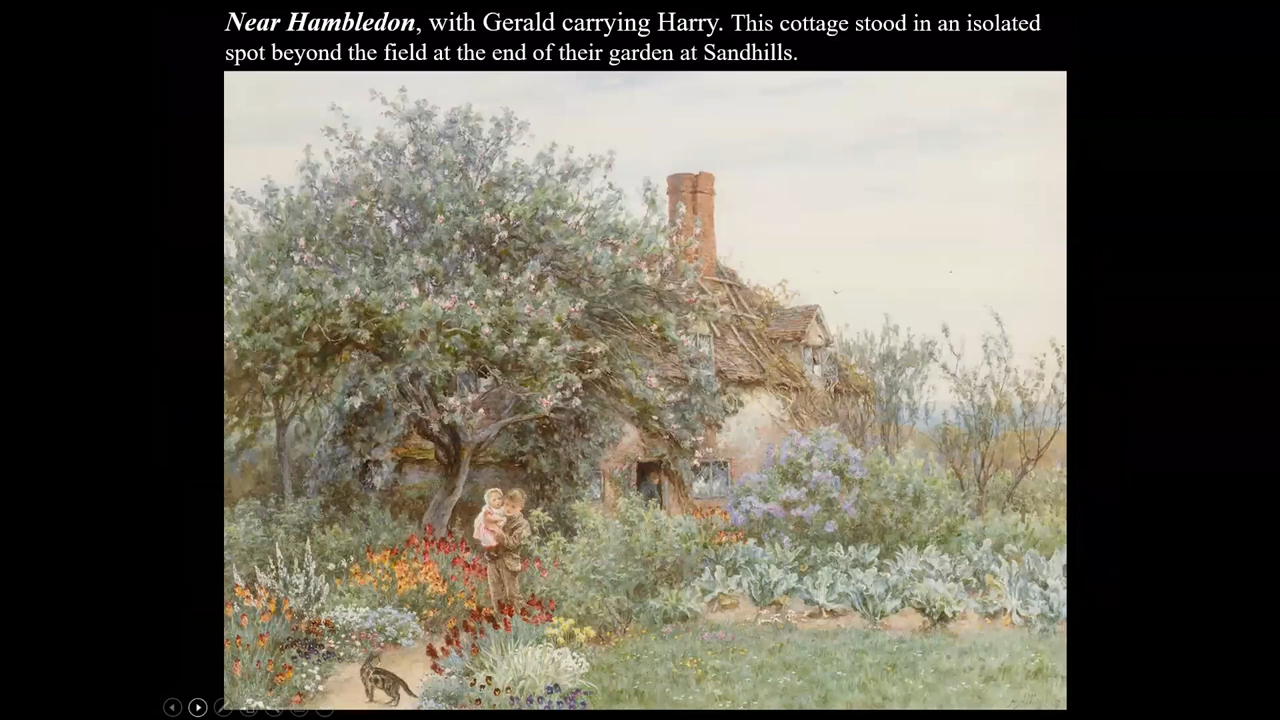 Near Hambledon, with Gerald carrying Harry. This cottage stood in an isolated
spot beyond the field at the end of their garden at Sandhills.